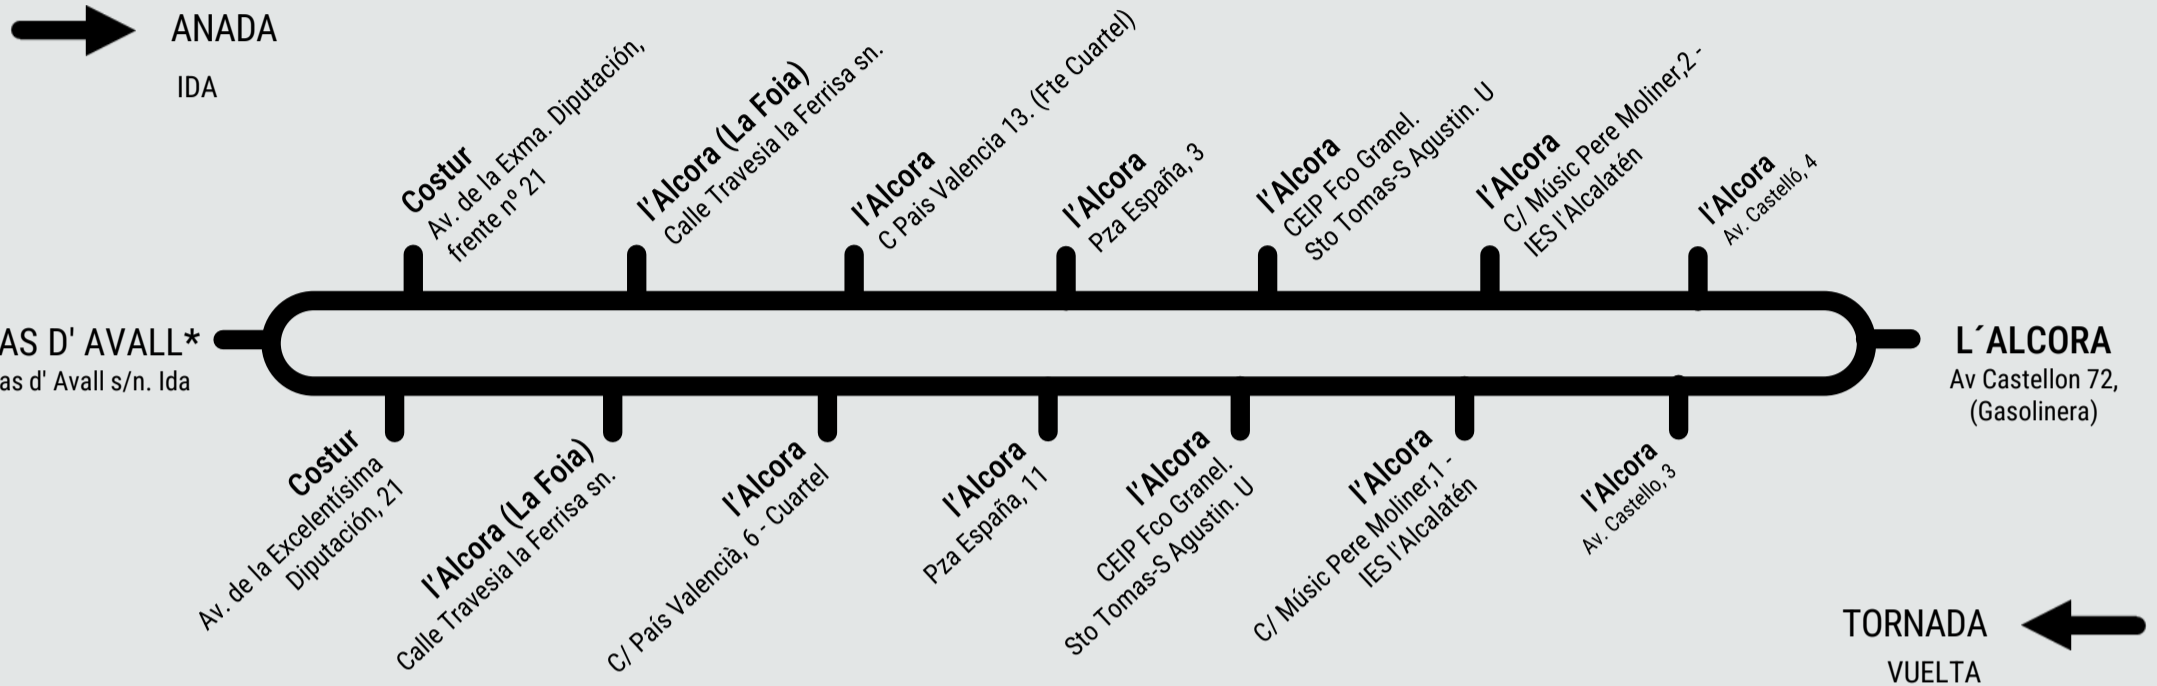 ANADA
IDA
Costur
Av. de la Exma. Diputación,
frente nº 21
l'Alcora (La Foia)
Calle Travesia la Ferrisa sn.
l'Alcora
C Pais Valencia 13. (Fte Cuartel)
l'Alcora
Pza España, 3
l'Alcora
CEIP Fco Granel.
Sto Tomas-S Agustin. U
l'Alcora
C/ Músic Pere Moliner,2 -
IES l'Alcalatén
l'Alcora
Av. Castelló, 4
AS D' AVALL*
as d' Avall s/n. Ida
L´ALCORA
Av Castellon 72,
(Gasolinera)
Costur
Av. de la Excelentísima
Diputación, 21
l'Alcora (La Foia)
Calle Travesia la Ferrisa sn.
l'Alcora
C/ País Valencià, 6 - Cuartel
l'Alcora
Pza España, 11
l'Alcora
CEIP Fco Granel.
Sto Tomas-S Agustin. U
l'Alcora
C/ Músic Pere Moliner,1 -
IES l'Alcalatén
l'Alcora
Av. Castello, 3
TORNADA
VUELTA